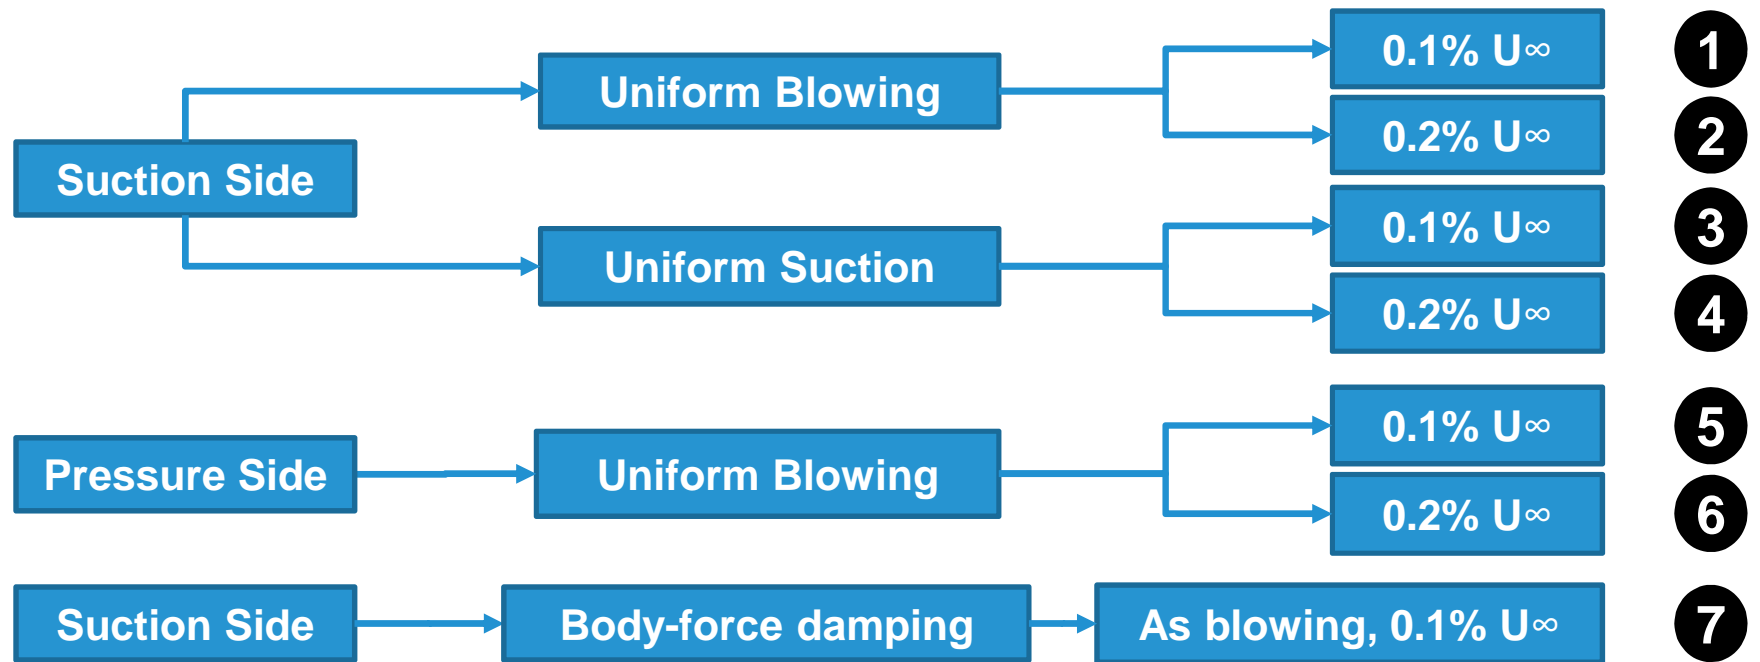 Suction Side
Uniform Blowing
0.1% U∞
1
0.2% U∞
2
Uniform Suction
0.1% U∞
3
0.2% U∞
4
Pressure Side
Uniform Blowing
0.1% U∞
5
0.2% U∞
6
Suction Side
Body-force damping
As blowing, 0.1% U∞
7